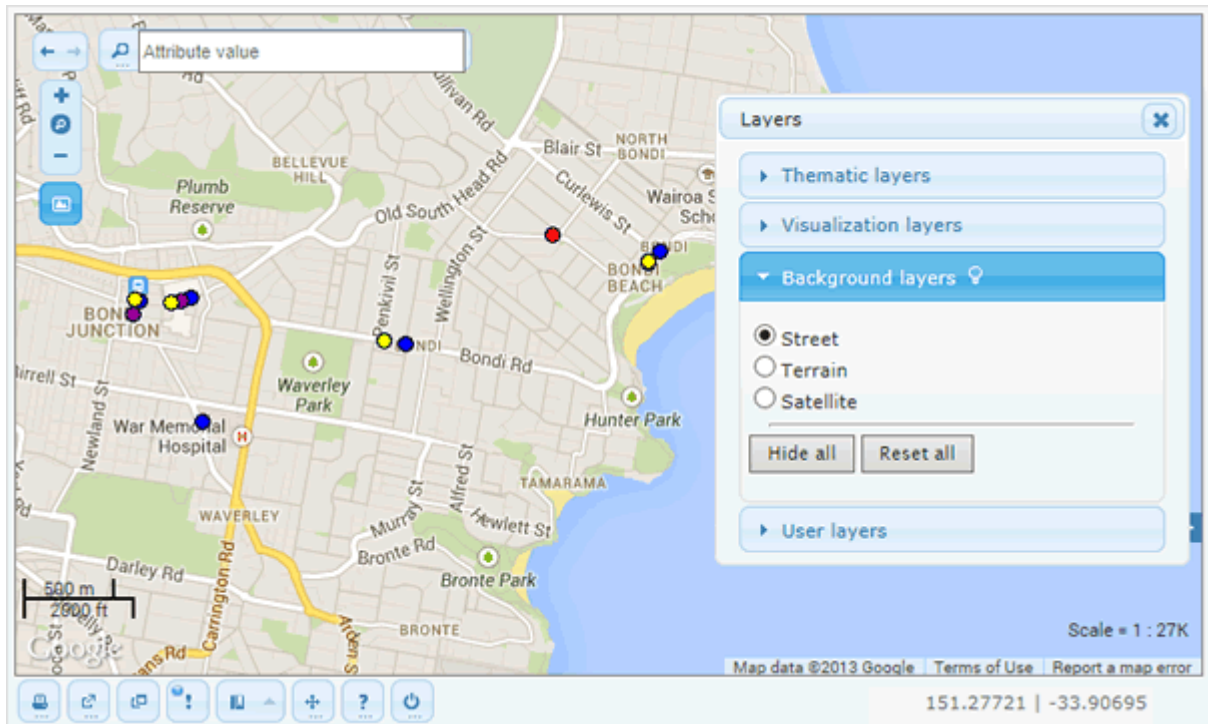 Attribute value
Layers
Thematic layers
Visualization layers
Background layers
Street
Terrain
Satellite
Hide all
Reset all
User layers
Blair St
NORTH
BONDI
BELLEVUE
HILL
Curlewis St
Plumb
Reserve
Old South Head Rd
Wairoa
BONDI
BEACH
Wellington St
Penkivil St
JUNCTION
Bondi Rd
Waverley
Park
Birrell St
Hunter Park
War Memorial
Hospital
H
Newland St
TAMARAMA
Alfred St
Murray St
Hewlett St
WAVERLEY
Bronte Rd
Darley Rd
Bronte Park
Carrington Rd
BRONTE
Arden S
500 m
2900 ft
Google
Scale = 1 : 27K
Map data ©2013 Google
Terms of Use
Report a map error
?
151.27721 | -33.90695